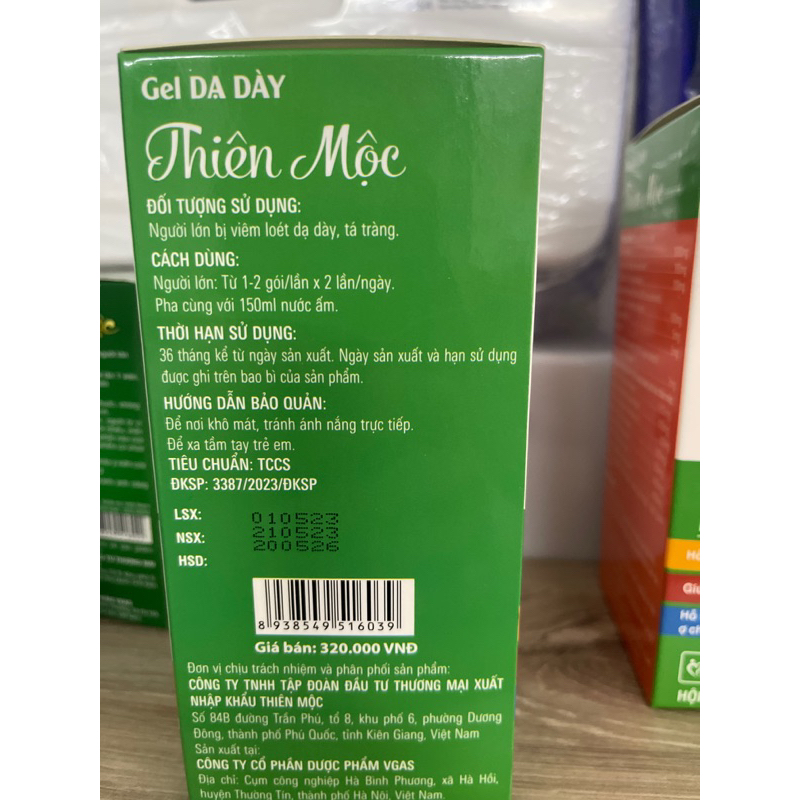 Gel DẠ DÀY
Thiên Mộc
ĐỐI TƯỢNG SỬ DỤNG:
Người lớn bị viêm loét dạ dày, tá tràng.
CÁCH DÙNG:
Người lớn: Từ 1-2 gói/lần x 2 lần/ngày.
Pha cùng với 150ml nước ấm.
THỜI HẠN SỬ DỤNG:
36 tháng kể từ ngày sản xuất. Ngày sản xuất và hạn sử dụng
được ghi trên bao bì của sản phẩm.
HƯỚNG DẪN BẢO QUẢN:
Để nơi khô mát, tránh ánh nắng trực tiếp.
Để xa tầm tay trẻ em.
TIÊU CHUẨN: TCCS
ĐKSP: 3387/2023/ĐKSP
LSX: 010523
NSX: 210523
HSD: 200526
8 938549 516039
Giá bán: 320.000 VNĐ
Đơn vị chịu trách nhiệm và phân phối sản phẩm:
CÔNG TY TNHH TẬP ĐOÀN ĐẦU TƯ THƯƠNG MẠI XUẤT
NHẬP KHẨU THIÊN MỘC
Số 84B đường Trần Phú, tổ 8, khu phố 6, phường Dương
Đông, thành phố Phú Quốc, tỉnh Kiên Giang, Việt Nam
Sản xuất tại:
CÔNG TY CỔ PHẦN DƯỢC PHẨM VGAS
Địa chỉ: Cụm công nghiệp Hà Bình Phương, xã Hà Hồi,
huyện Thường Tín, thành phố Hà Nội, Việt Nam.